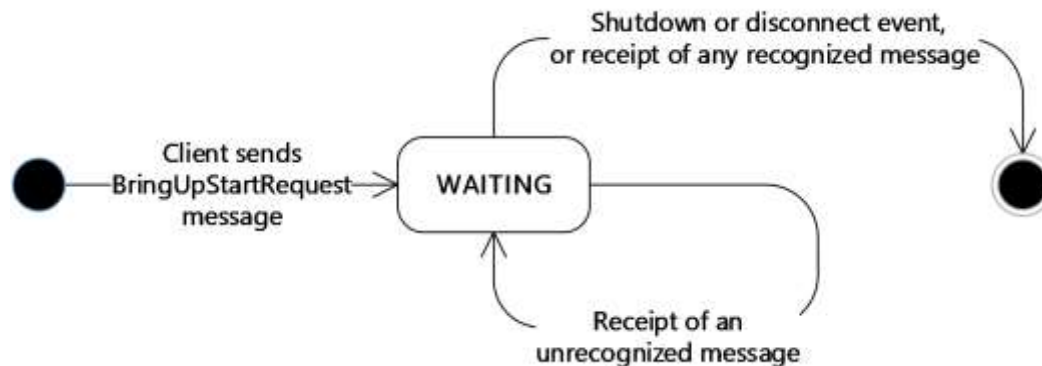 Shutdown or disconnect event,
or receipt of any recognized message
Client sends
BringUpStartRequest
message
WAITING
Receipt of an
unrecognized message